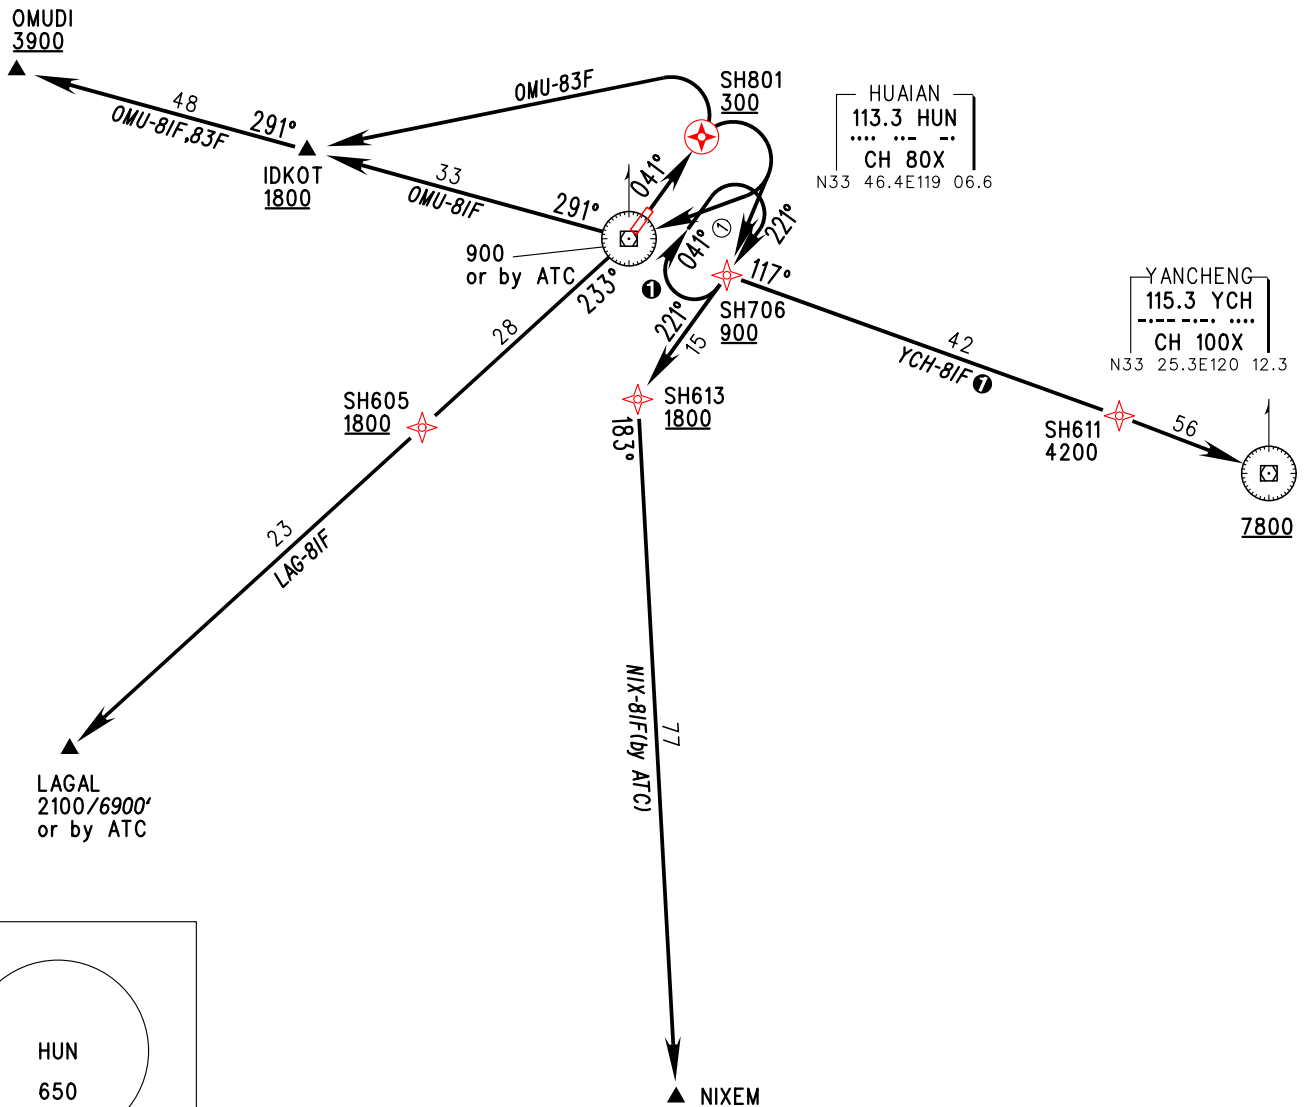 OMUDI
3900
48
OMU-81F,83F
291°
IDKOT
1800
OMU-83F
33
OMU-81F
291°
SH801
300
041°
HUAIAN
113.3 HUN
···· ··- -·
CH 80X
N33 46.4E119 06.6
900
or by ATC
233°
041°
1
221°
1
SH706
900
117°
221°
15
28
SH605
1800
SH613
1800
183°
42
YCH-81F 1
YANCHENG
115.3 YCH
-·-- -·-· ····
CH 100X
N33 25.3E120 12.3
SH611
4200
56
7800
23
LAG-81F
LAGAL
2100/6900'
or by ATC
NIX-81F(by ATC)
77
HUN
650
NIXEM